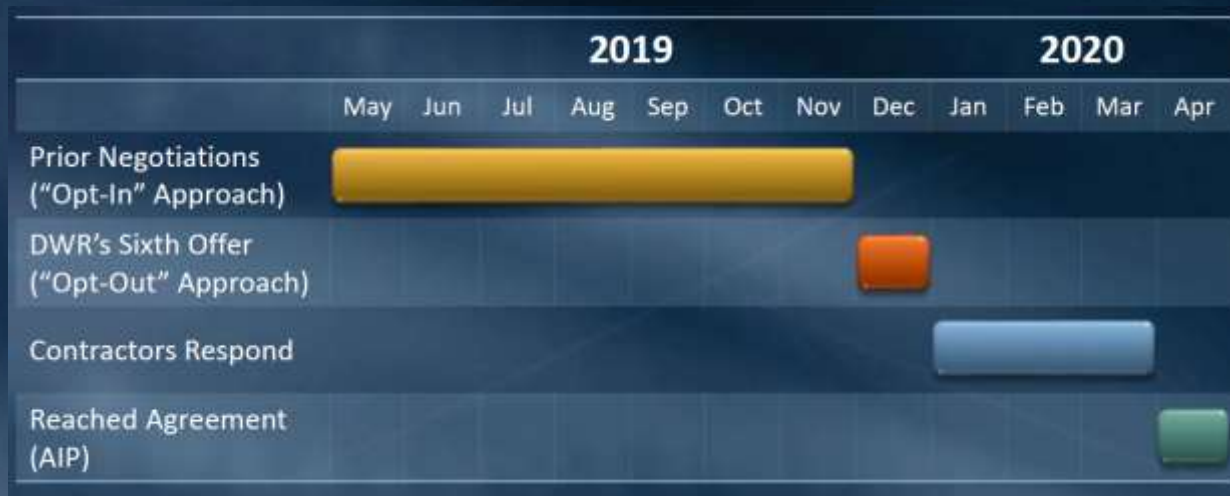 2019 2020
May Jun Jul Aug Sep Oct Nov Dec Jan Feb Mar Apr
Prior Negotiations
(“Opt-In” Approach)
DWR’s Sixth Offer
(“Opt-Out” Approach)
Contractors Respond
Reached Agreement
(AIP)